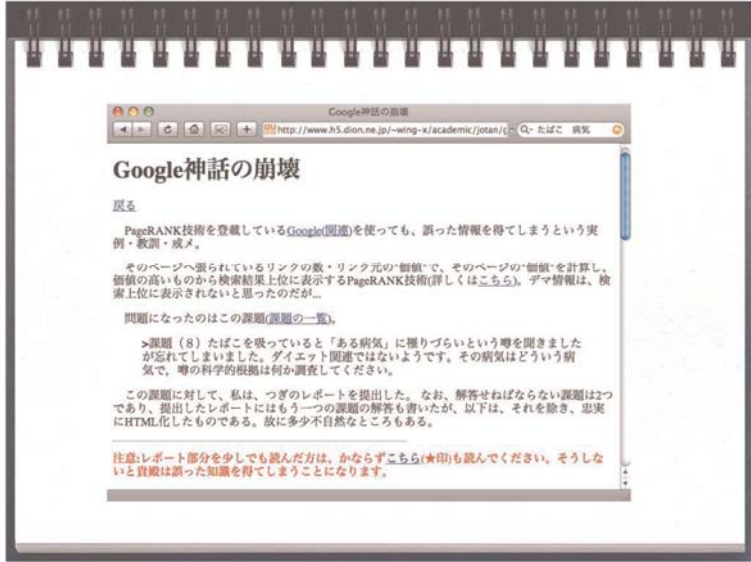 Google神話の崩壊
http://www.h5.dion.ne.jp/~wing-x/academic/jotan/g
たばこ 病気
Google神話の崩壊
戻る
PageRANK技術を登載しているGoogle(関連)を使っても、誤った情報を得てしまうという実
例・教訓・戒メ。
そのページへ張られているリンクの数・リンク元の"価値"で、そのページの"価値"を計算し、
価値の高いものから検索結果上位に表示するPageRANK技術(詳しくはこちら)。デマ情報は、検
索上位に表示されないと思ったのだが...
問題になったのはこの課題(課題の一覧)。
>課題（8）たばこを吸っていると「ある病気」に罹りづらいという噂を聞きました
が忘れてしまいました。ダイエット関連ではないようです。その病気はどういう病
気で，噂の科学的根拠は何か調査してください。
この課題に対して、私は、つぎのレポートを提出した。 なお、解答せねばならない課題は2つ
であり、提出したレポートにはもう一つの課題の解答も書いたが、以下は、それを除き、忠実
にHTML化したものである。故に多少不自然なところもある。
注意:レポート部分を少しでも読んだ方は、かならずこちら(★印)も読んでください。そうしな
いと貴殿は誤った知識を得てしまうことになります。